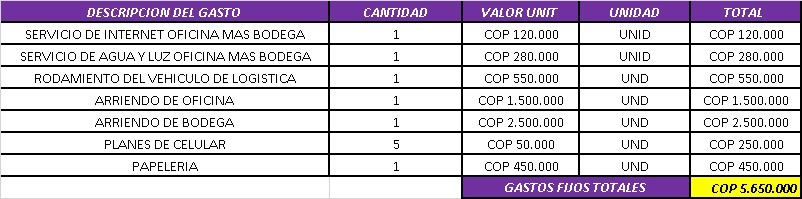 DESCRIPCION DEL GASTO CANTIDAD VALOR UNIT UNIDAD TOTAL
SERVICIO DE INTERNET OFICINA MAS BODEGA 1 COP 120.000 UNID COP 120.000
SERVICIO DE AGUA Y LUZ OFICINA MAS BODEGA 1 COP 280.000 UNID COP 280.000
RODAMIENTO DEL VEHICULO DE LOGISTICA 1 COP 550.000 UND COP 550.000
ARRIENDO DE OFICINA 1 COP 1.500.000 UND COP 1.500.000
ARRIENDO DE BODEGA 1 COP 2.500.000 UND COP 2.500.000
PLANES DE CELULAR 5 COP 50.000 UND COP 250.000
PAPELERIA 1 COP 450.000 UND COP 450.000
GASTOS FIJOS TOTALES COP 5.650.000